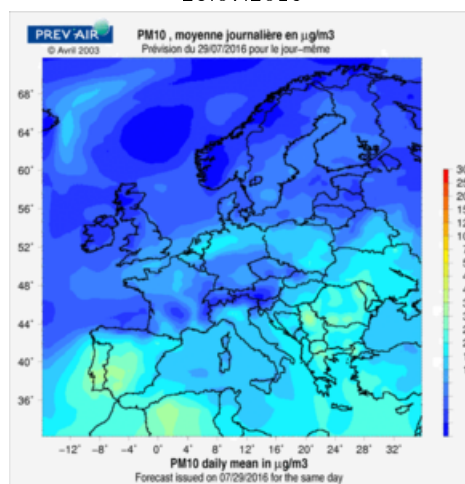 PREV'AIR
© Avril 2003
PM10 , moyenne journalière en µg/m3
Prévision du 29/07/2016 pour le jour–même
68°
64°
60°
56°
52°
48°
44°
40°
36°
−12° −8° −4° 0° 4° 8° 12° 16° 20° 24° 28° 32°
PM10 daily mean in µg/m3
Forecast issued on 07/29/2016 for the same day